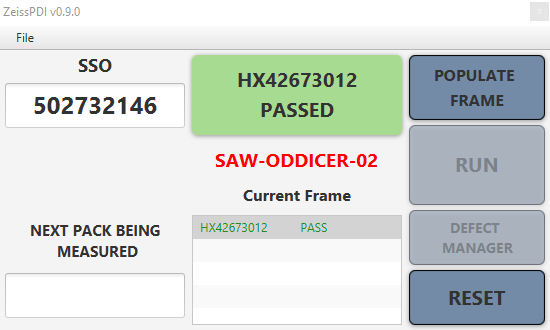 ZeissPDI v0.9.0
x
File
SSO
502732146
HX42673012
PASSED
SAW-ODDICER-02
Current Frame
HX42673012 PASS
NEXT PACK BEING
MEASURED
POPULATE
FRAME
RUN
DEFECT
MANAGER
RESET